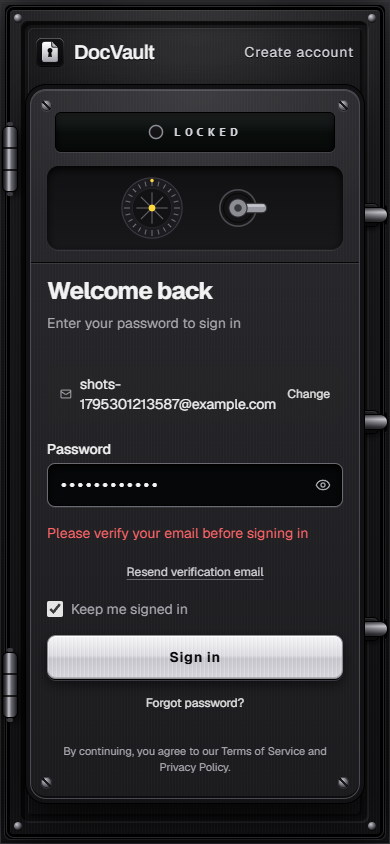 DocVault
Create account
LOCKED
Welcome back
Enter your password to sign in
shots-
1795301213587@example.com
Change
Password
••••••••••••
Please verify your email before signing in
Resend verification email
Keep me signed in
Sign in
Forgot password?
By continuing, you agree to our Terms of Service and
Privacy Policy.